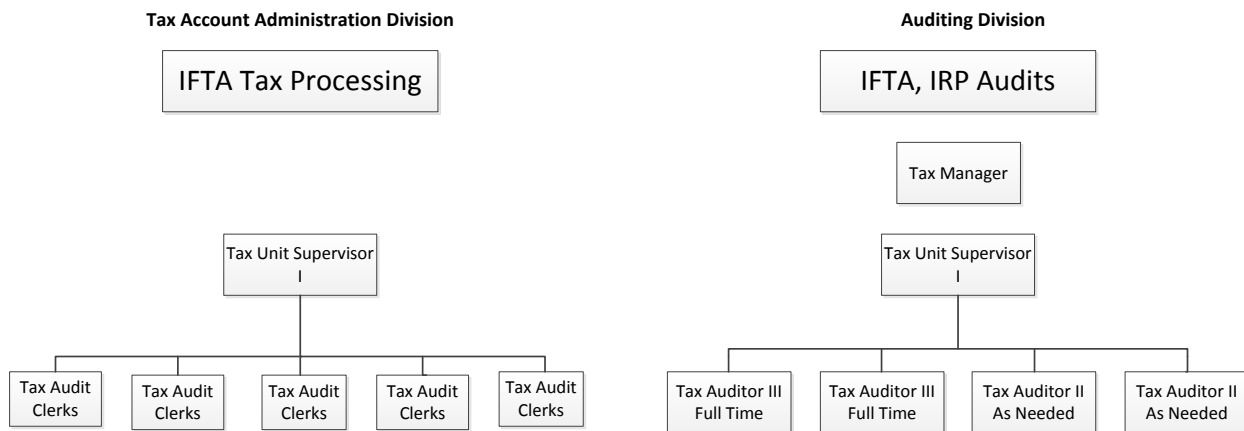 Tax Account Administration Division
IFTA Tax Processing
Tax Unit Supervisor
I
Tax Audit
Clerks
Tax Audit
Clerks
Tax Audit
Clerks
Tax Audit
Clerks
Tax Audit
Clerks
Auditing Division
IFTA, IRP Audits
Tax Manager
Tax Unit Supervisor
I
Tax Auditor III
Full Time
Tax Auditor III
Full Time
Tax Auditor II
As Needed
Tax Auditor II
As Needed